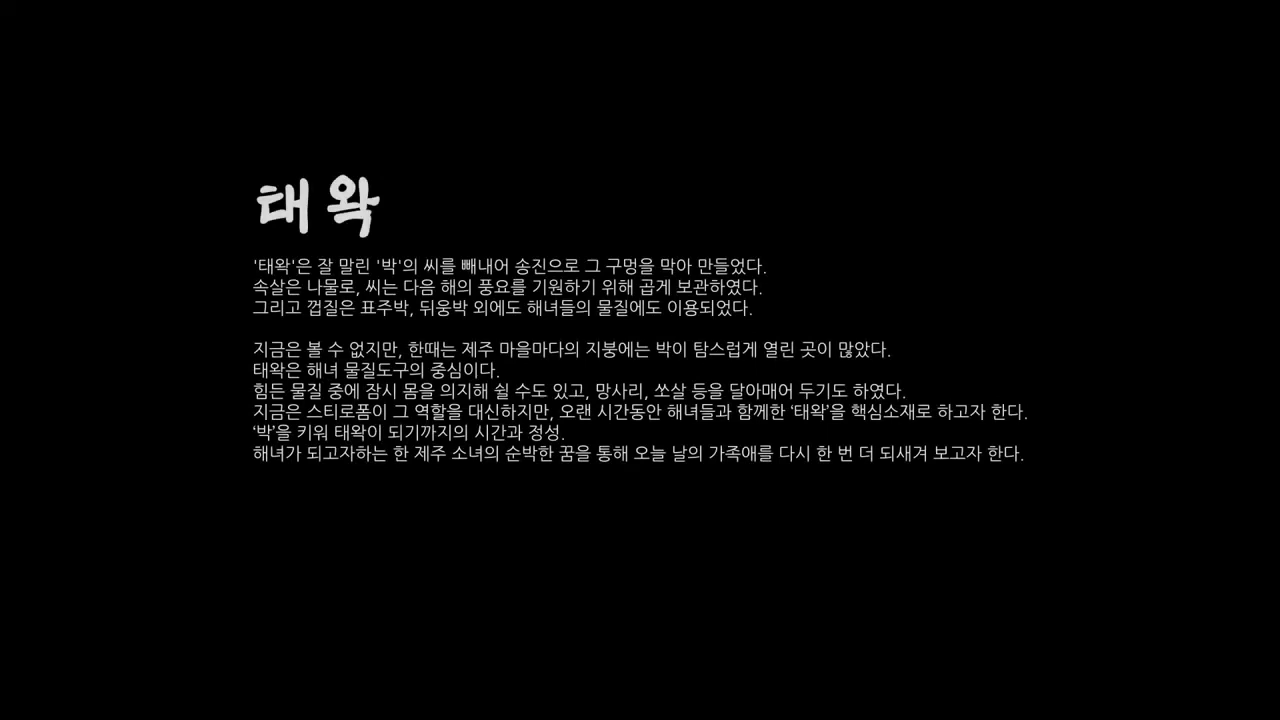 태왁
'태왁'은 잘 말린 '박'의 씨를 빼내어 송진으로 그 구멍을 막아 만들었다.
속살은 나물로, 씨는 다음 해의 풍요를 기원하기 위해 곱게 보관하였다.
그리고 껍질은 표주박, 뒤웅박 외에도 해녀들의 물질에도 이용되었다.
지금은 볼 수 없지만, 한때는 제주 마을마다의 지붕에는 박이 탐스럽게 열린 곳이 많았다.
태왁은 해녀 물질도구의 중심이다.
힘든 물질 중에 잠시 몸을 의지해 쉴 수도 있고, 망사리, 쏘살 등을 달아매어 두기도 하였다.
지금은 스티로폼이 그 역할을 대신하지만, 오랜 시간동안 해녀들과 함께한 ‘태왁’을 핵심소재로 하고자 한다.
‘박’을 키워 태왁이 되기까지의 시간과 정성.
해녀가 되고자하는 한 제주 소녀의 순박한 꿈을 통해 오늘 날의 가족애를 다시 한 번 더 되새겨 보고자 한다.